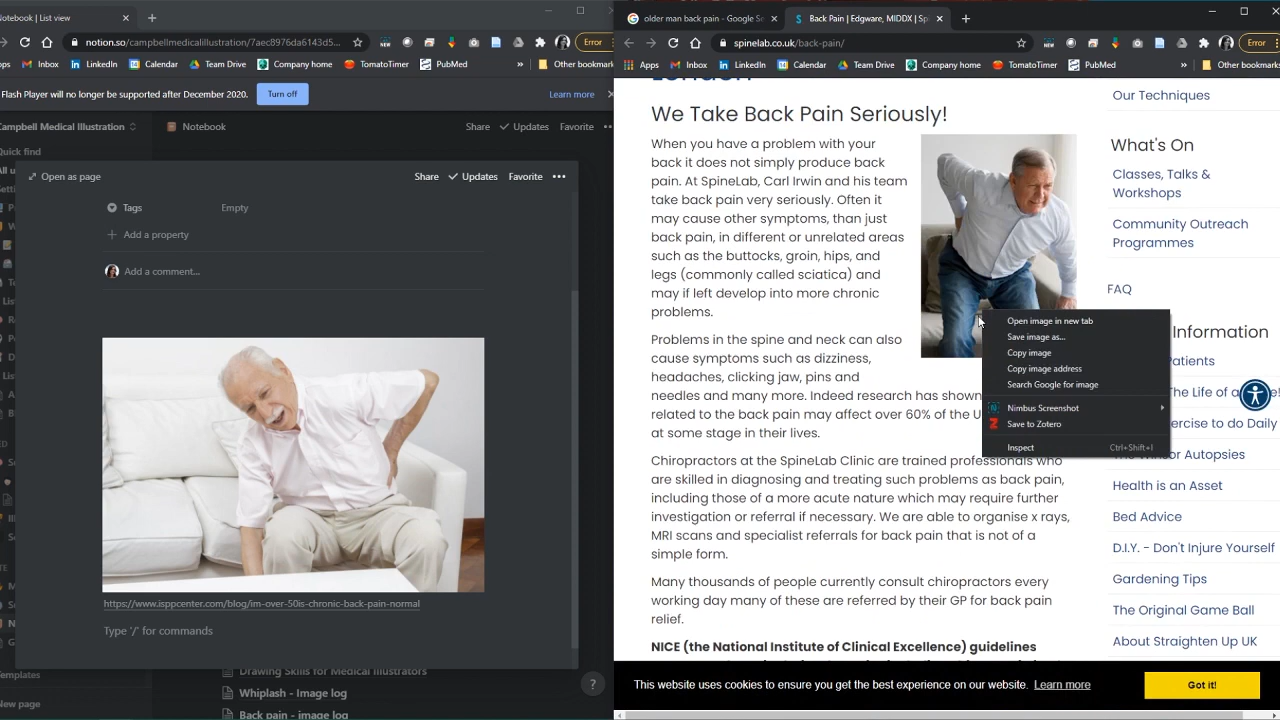 Notebook | List view
campbellmedicalillustration/7aec8976da6143d5...
Error
Inbox
LinkedIn
Calendar
Team Drive
Company home
TomatoTimer
PubMed
»
Other bookmarks
Flash Player will no longer be supported after December 2020.
Turn off
Learn more
Campbell Medical Illustration
Notebook
Share
Updates
Favorite
Quick find
Open as page
Share
Updates
Favorite
•••
Tags
Empty
Add a property
Add a comment...
https://www.isppcenter.com/blog/im-over-50is-chronic-back-pain-normal
Type '/' for commands
Drawing Skills for Medical Illustrators
Whiplash - Image log
Back pain - image log
Templates
New page
?
older man back pain - Google Se
Back Pain | Edgware, MIDDX | Sp
spinelab.co.uk/back-pain/
NEW
Error
Apps
Inbox
LinkedIn
Calendar
Team Drive
Company home
TomatoTimer
PubMed
»
Other bookmarks
London
We Take Back Pain Seriously!
When you have a problem with your
back it does not simply produce back
pain. At SpineLab, Carl Irwin and his team
take back pain very seriously. Often it
may cause other symptoms, than just
back pain, in different or unrelated areas
such as the buttocks, groin, hips, and
legs (commonly called sciatica) and
may if left develop into more chronic
problems.
Problems in the spine and neck can also
cause symptoms such as dizziness,
headaches, clicking jaw, pins and
needles and many more. Indeed research has shown
related to the back pain may affect over 60% of the U
at some stage in their lives.
Chiropractors at the SpineLab Clinic are trained professionals who
are skilled in diagnosing and treating such problems as back pain,
including those of a more acute nature which may require further
investigation or referral if necessary. We are able to organise x rays,
MRI scans and specialist referrals for back pain that is not of a
simple form.
Many thousands of people currently consult chiropractors every
working day many of these are referred by their GP for back pain
relief.
NICE (the National Institute of Clinical Excellence) guidelines
Open image in new tab
Save image as...
Copy image
Copy image address
Search Google for image
Nimbus Screenshot
Save to Zotero
Inspect Ctrl+Shift+I
Our Techniques
What's On
Classes, Talks &
Workshops
Community Outreach
Programmes
FAQ
Information
Patients
The Life of a
e!
ercise to do Daily
Autopsies
Health is an Asset
Bed Advice
D.I.Y. - Don't Injure Yourself
Gardening Tips
The Original Game Ball
About Straighten Up UK
This website uses cookies to ensure you get the best experience on our website. Learn more
Got it!